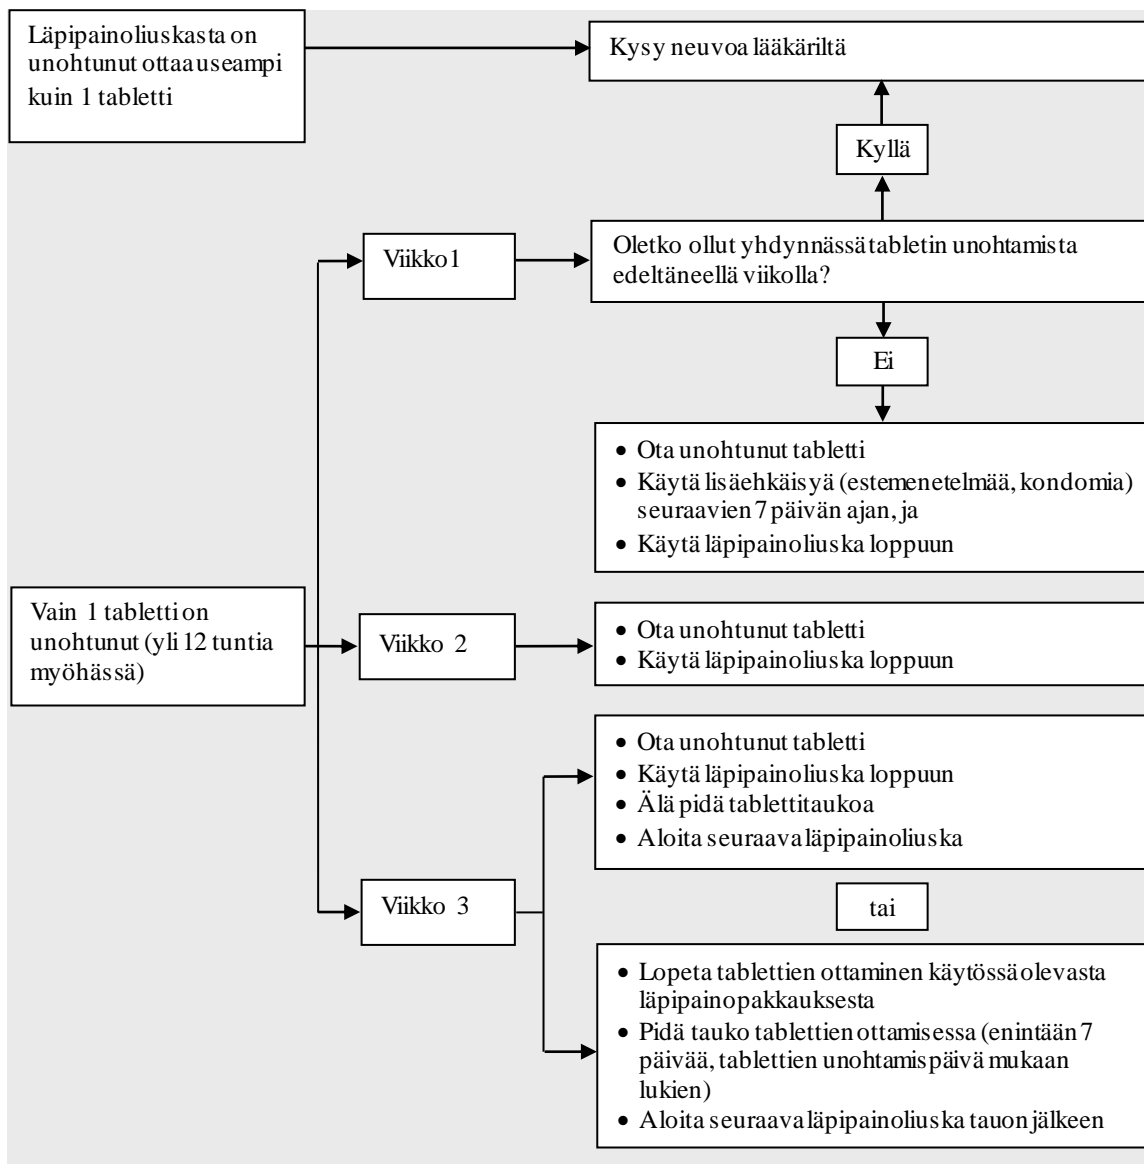 Läpipainoliuskasta on
unohtunut ottaa useampi
kuin 1 tabletti
Kysy neuvoa lääkäriltä
Kyllä
Viikko 1
Oletko ollut yhdynnässä tabletin unohtamista
edeltäneellä viikolla?
Ei
• Ota unohtunut tabletti
• Käytä lisäehkäisyä (estemenetelmää, kondomia)
seuraavien 7 päivän ajan, ja
• Käytä läpipainoliuska loppuun
Vain 1 tabletti on
unohtunut (yli 12 tuntia
myöhässä)
Viikko 2
• Ota unohtunut tabletti
• Käytä läpipainoliuska loppuun
• Ota unohtunut tabletti
• Käytä läpipainoliuska loppuun
• Älä pidä tablettitaukoa
• Aloita seuraava läpipainoliuska
Viikko 3
tai
• Lopeta tablettien ottaminen käytössä olevasta
läpipainopakkauksesta
• Pidä tauko tablettien ottamisessa (enintään 7
päivää, tablettien unohtamispäivä mukaan
lukien)
• Aloita seuraava läpipainoliuska tauon jälkeen